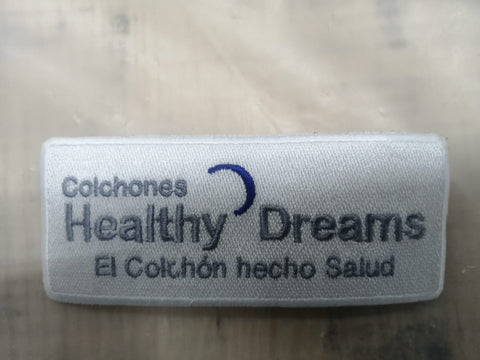 Colchones
Healthy Dreams
El Colchón hecho Salud